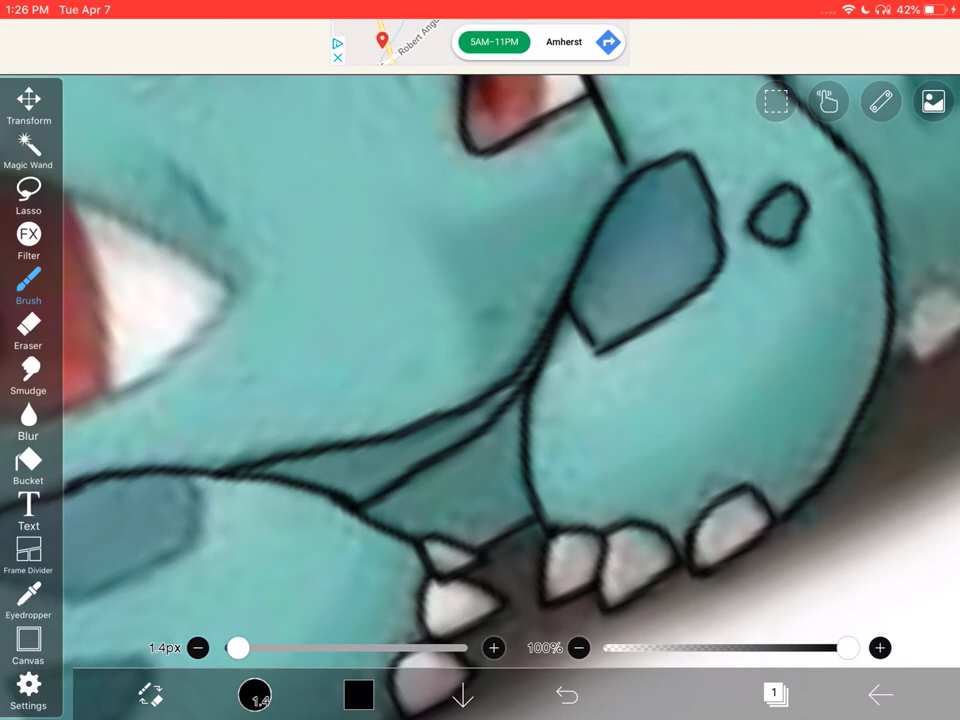 1:26 PM Tue Apr 7
42%
Robert Ang
5AM–11PM
Amherst
Transform
Magic Wand
Lasso
FX
Filter
Brush
Eraser
Smudge
Blur
Bucket
T
Text
Frame Divider
Eyedropper
Canvas
Settings
1.4px
100%
1.4
1